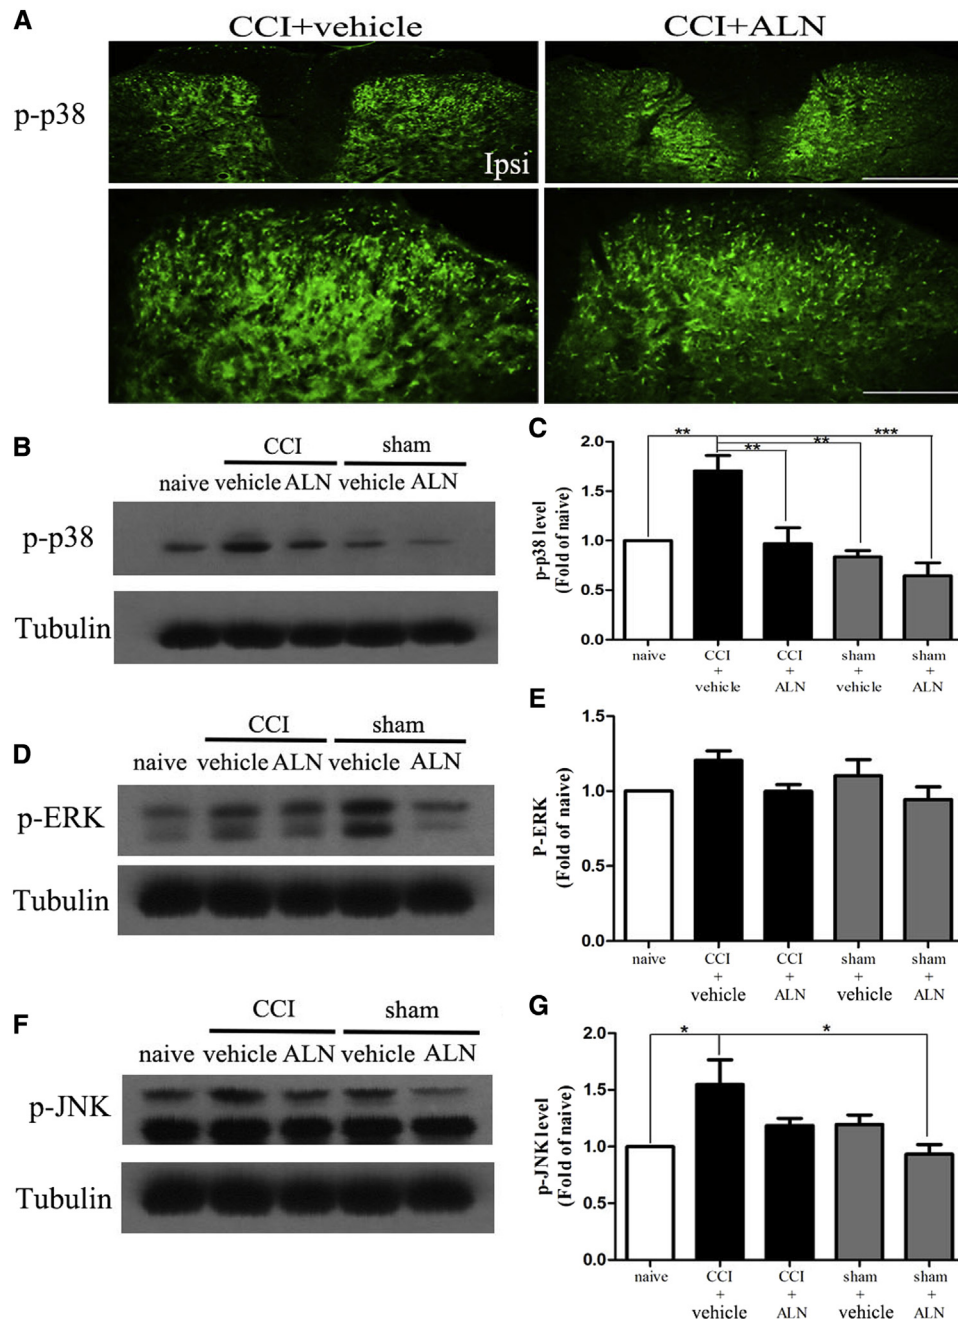 A
CCI+vehicle
CCI+ALN
p-p38
Ipsi
B
CCI
sham
naive vehicle ALN vehicle ALN
p-p38
Tubulin
C
p-p38 level
(Fold of naive)
2.0
1.5
1.0
0.5
0.0
**
**
**
***
naive
CCI + vehicle
CCI + ALN
sham + vehicle
sham + ALN
D
CCI
sham
naive vehicle ALN vehicle ALN
p-ERK
Tubulin
E
P-ERK
(Fold of naive)
1.5
1.0
0.5
0.0
naive
CCI + vehicle
CCI + ALN
sham + vehicle
sham + ALN
F
CCI
sham
naive vehicle ALN vehicle ALN
p-JNK
Tubulin
G
p-JNK level
(Fold of naive)
2.0
1.5
1.0
0.5
0.0
*
*
naive
CCI + vehicle
CCI + ALN
sham + vehicle
sham + ALN